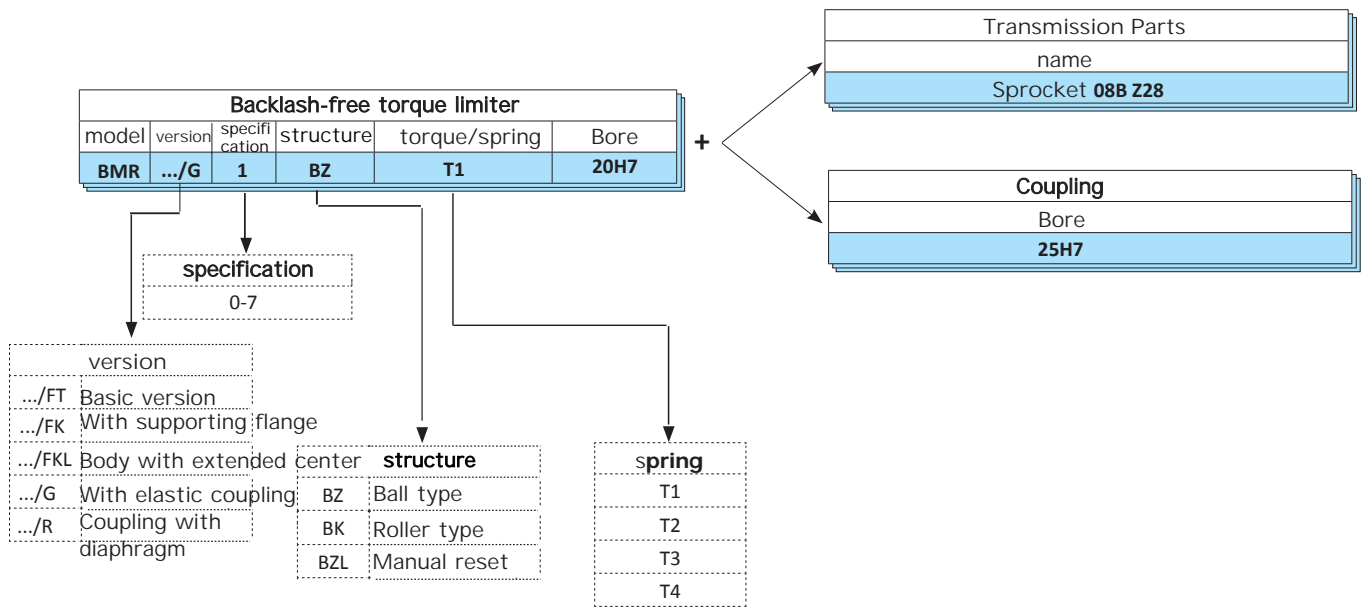 Transmission Parts
name
Sprocket 08B Z28
Backlash-free torque limiter
model version specifi cation structure torque/spring Bore
BMR .../G 1 BZ T1 20H7
+
Coupling
Bore
25H7
specification
0-7
version
.../FT Basic version
.../FK With supporting flange
.../FKL Body with extended center
.../G With elastic coupling
.../R Coupling with
diaphragm
structure
BZ Ball type
BK Roller type
BZL Manual reset
spring
T1
T2
T3
T4